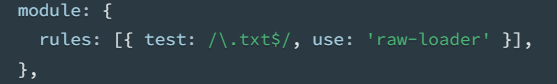 module: {
rules: [{ test: /\.txt$/, use: 'raw-loader' }],
},